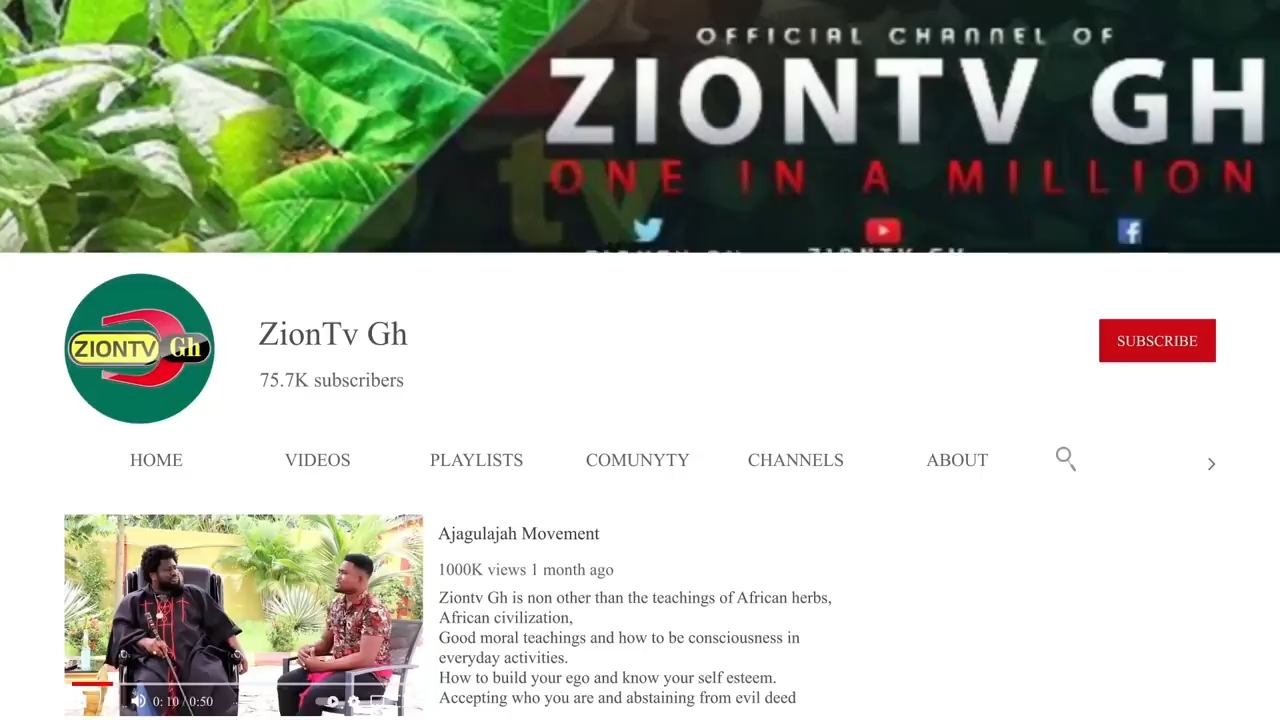 OFFICIAL CHANNEL OF
ZIONTV GH
ONE IN A MILLION
tv
ZIONTV Gh
ZionTv Gh
75.7K subscribers
SUBSCRIBE
HOME VIDEOS PLAYLISTS COMUNYTY CHANNELS ABOUT
Ajagulajah Movement
1000K views 1 month ago
Ziontv Gh is non other than the teachings of African herbs,
African civilization,
Good moral teachings and how to be consciousness in
everyday activities.
How to build your ego and know your self esteem.
Accepting who you are and abstaining from evil deed
0:10 / 0:50